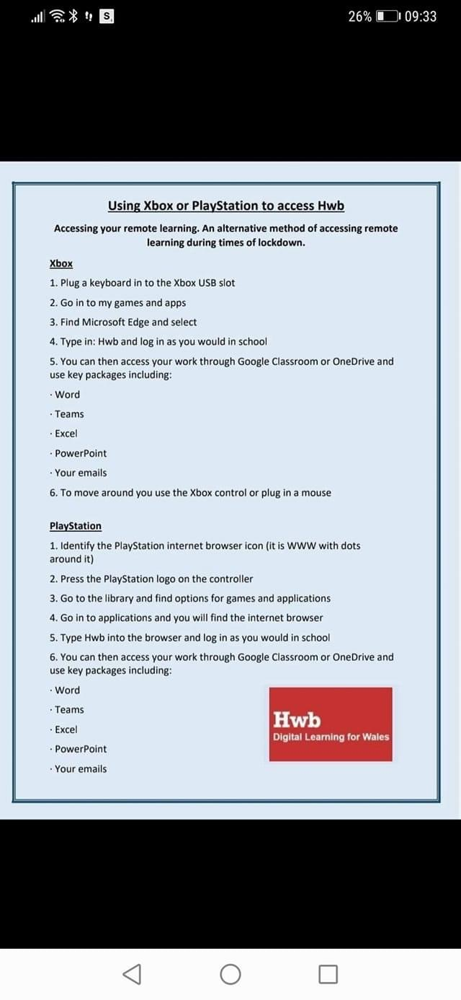 S
26% 09:33
Using Xbox or PlayStation to access Hwb
Accessing your remote learning. An alternative method of accessing remote
learning during times of lockdown.
Xbox
1. Plug a keyboard in to the Xbox USB slot
2. Go in to my games and apps
3. Find Microsoft Edge and select
4. Type in: Hwb and log in as you would in school
5. You can then access your work through Google Classroom or OneDrive and
use key packages including:
· Word
· Teams
· Excel
· PowerPoint
· Your emails
6. To move around you use the Xbox control or plug in a mouse
PlayStation
1. Identify the PlayStation internet browser icon (it is WWW with dots
around it)
2. Press the PlayStation logo on the controller
3. Go to the library and find options for games and applications
4. Go in to applications and you will find the internet browser
5. Type Hwb into the browser and log in as you would in school
6. You can then access your work through Google Classroom or OneDrive and
use key packages including:
· Word
· Teams
· Excel
· PowerPoint
· Your emails
Hwb
Digital Learning for Wales